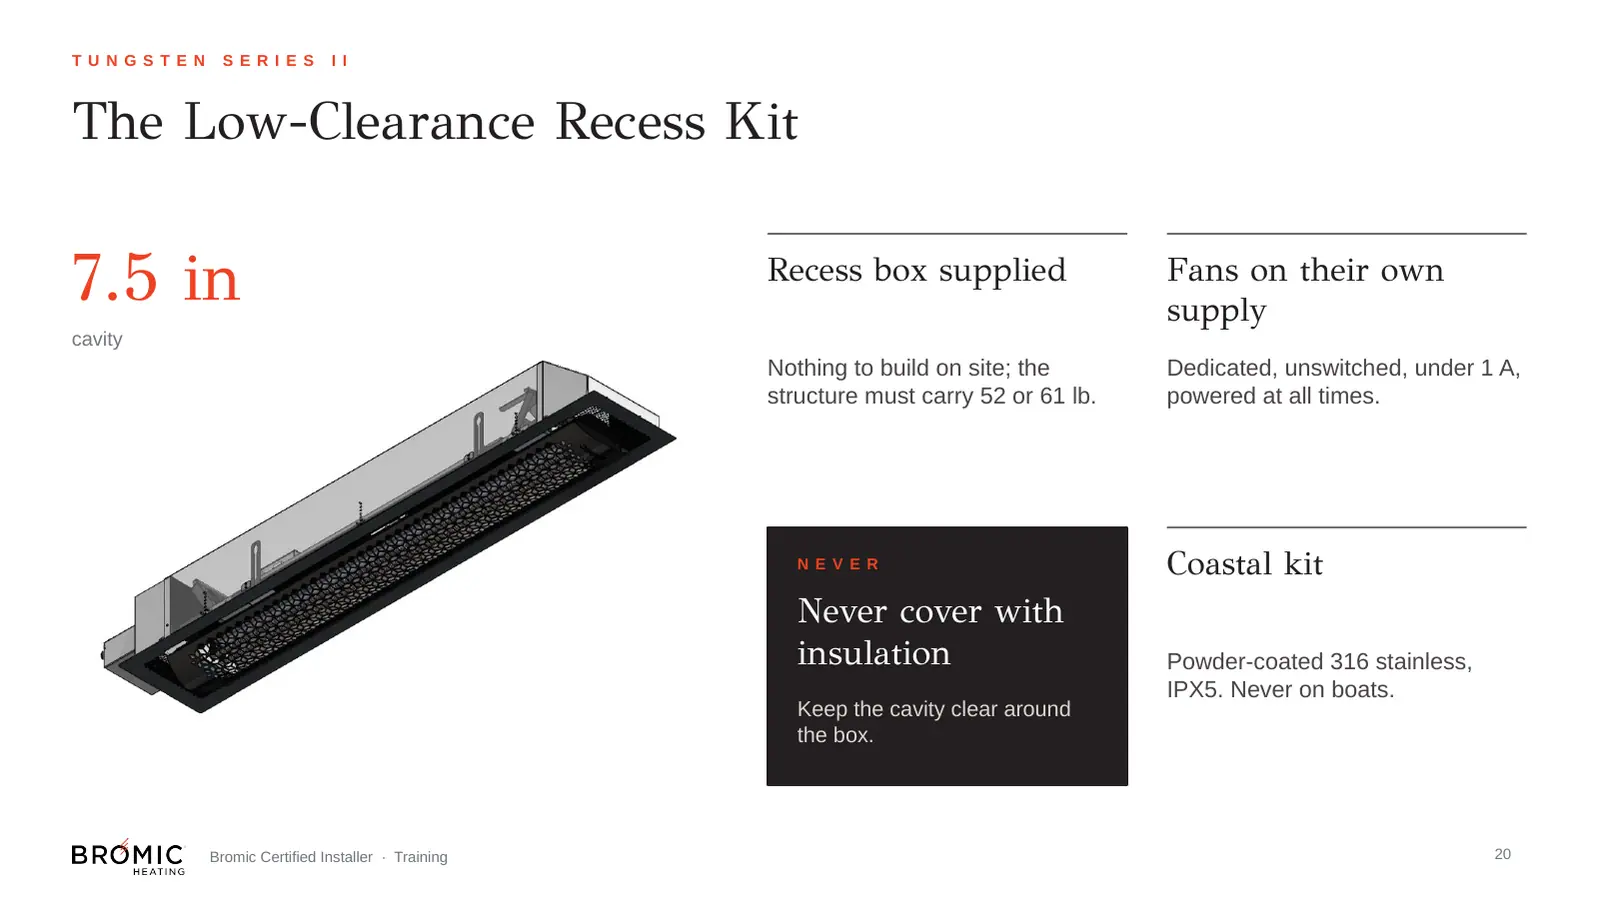 TUNGSTEN SERIES II
The Low-Clearance Recess Kit
7.5 in
cavity
Recess box supplied
Nothing to build on site; the
structure must carry 52 or 61 lb.
Fans on their own
supply
Dedicated, unswitched, under 1 A,
powered at all times.
NEVER
Never cover with
insulation
Keep the cavity clear around
the box.
Coastal kit
Powder-coated 316 stainless,
IPX5. Never on boats.
BROMIC
HEATING
Bromic Certified Installer · Training
20